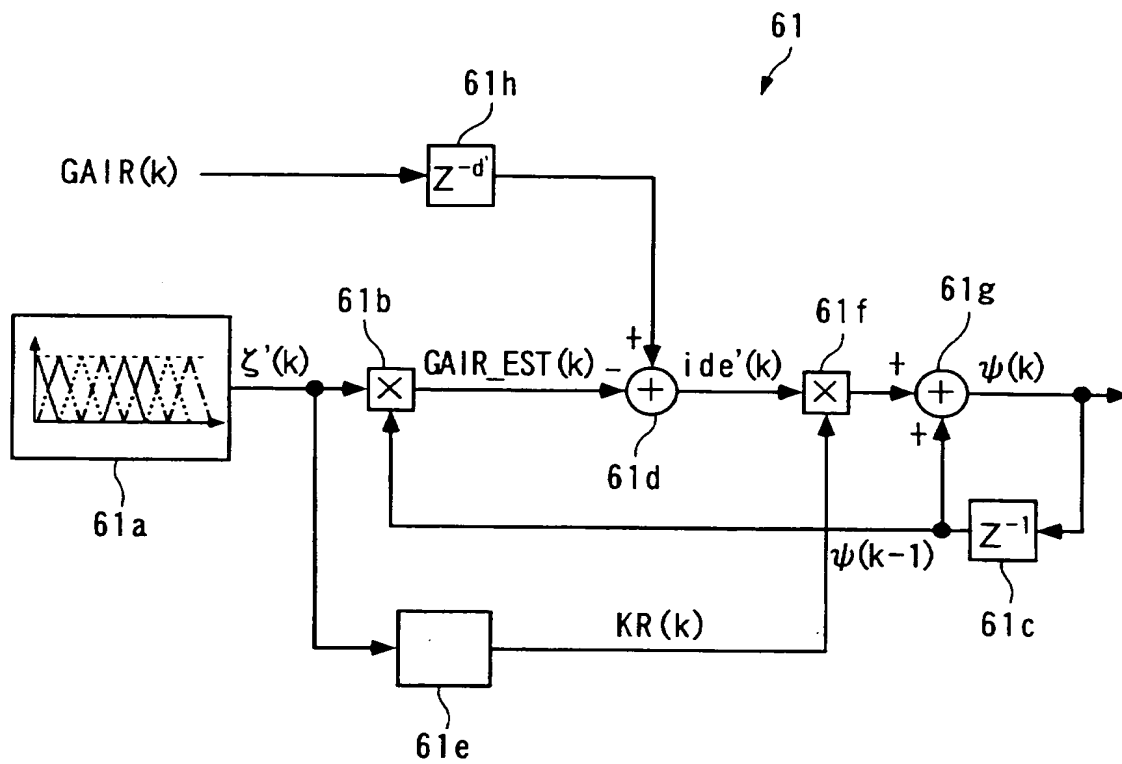 61
61h
GAIR(k)
Z^-d'
61b
61f
61g
ζ'(k)
×
GAIR_EST(k)
−
+
+
ide'(k)
×
+
+
ψ(k)
+
61d
61a
Z^-1
ψ(k-1)
61c
KR(k)
61e